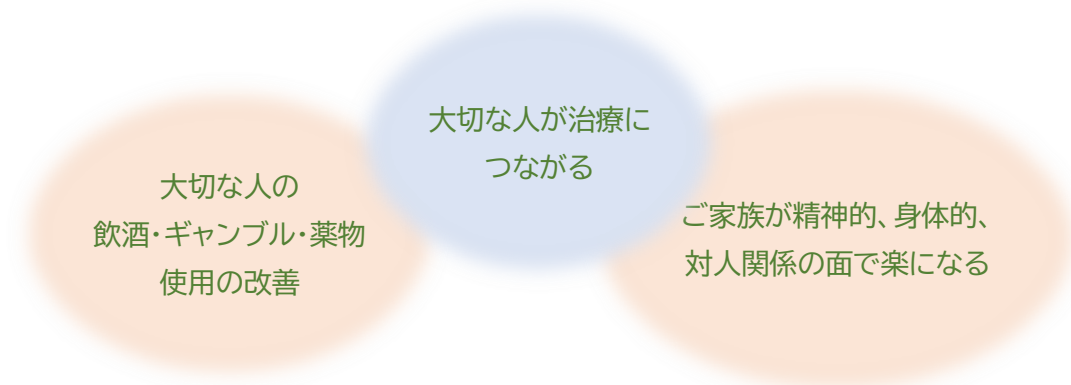 大切な人が治療に
つながる
大切な人の
飲酒・ギャンブル・薬物
使用の改善
ご家族が精神的、身体的、
対人関係の面で楽になる